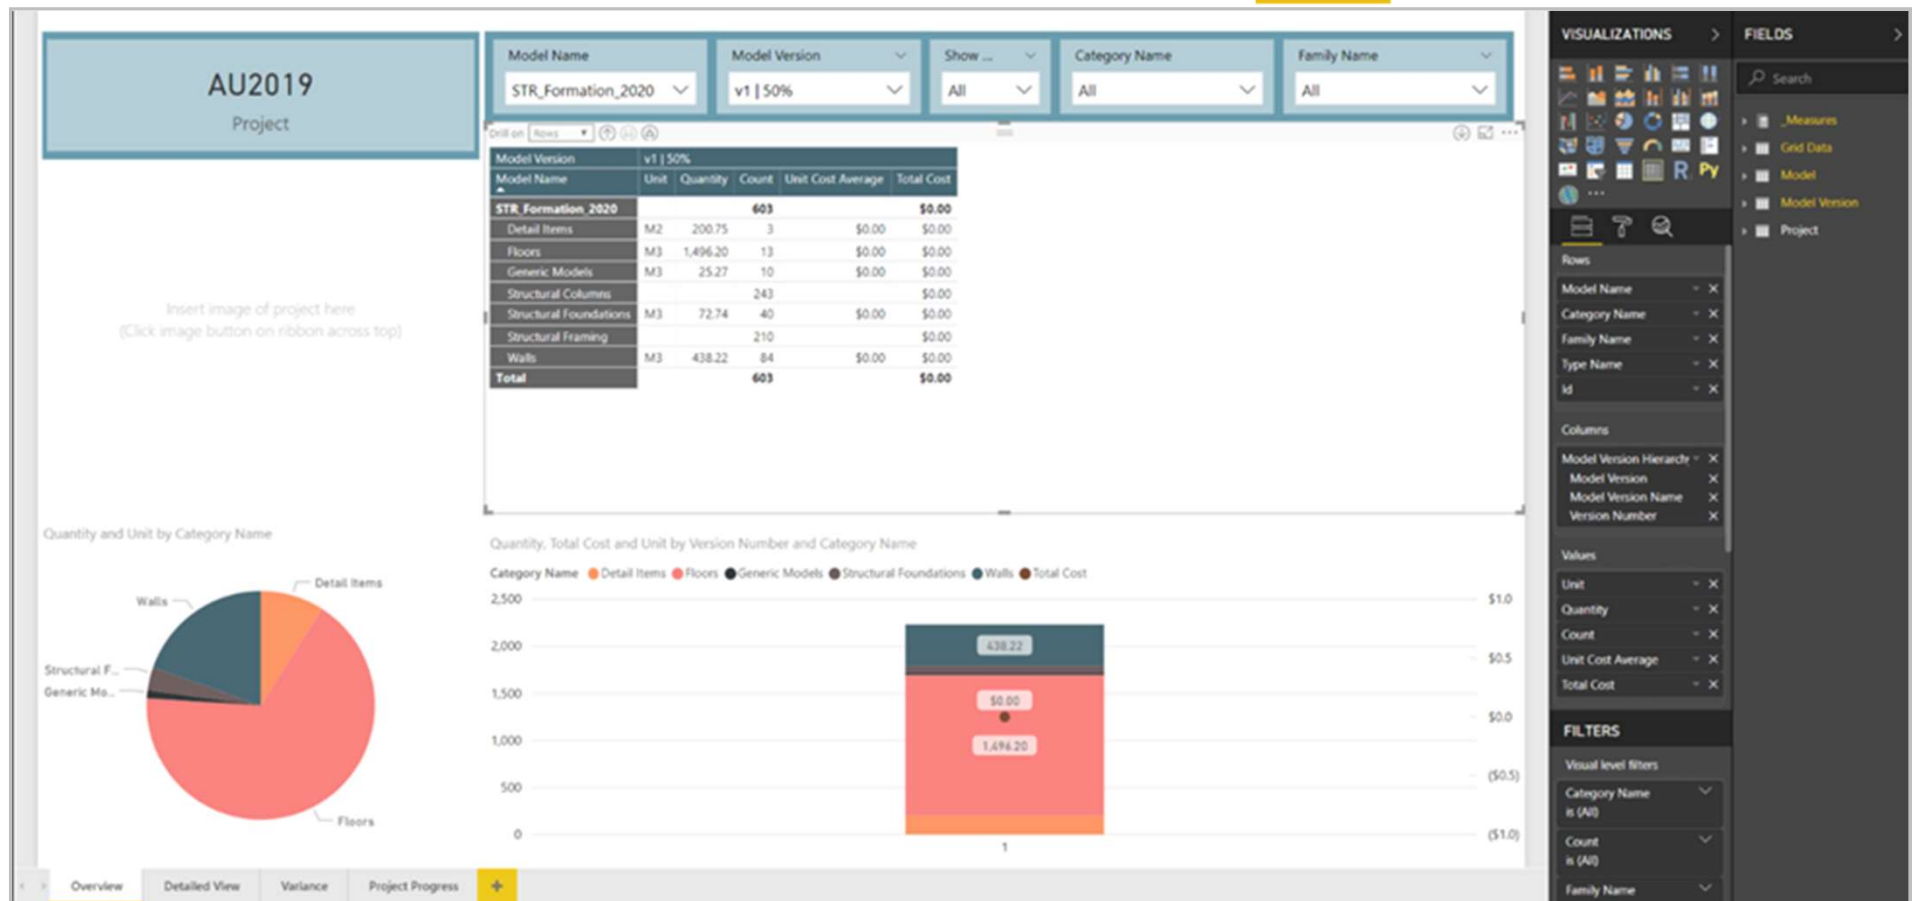 AU2019
Project
Model Name
STR_Formation_2020
Model Version
v1 | 50%
Show ...
All
Category Name
All
Family Name
All
Drill on Rows
Model Version v1 | 50%
Model Name Unit Quantity Count Unit Cost Average Total Cost
STR_Formation_2020 603 $0.00
Detail Items M2 200.75 3 $0.00 $0.00
Floors M3 1,496.20 13 $0.00 $0.00
Generic Models M3 25.27 10 $0.00 $0.00
Structural Columns 243 $0.00
Structural Foundations M3 72.74 40 $0.00 $0.00
Structural Framing 210 $0.00
Walls M3 438.22 84 $0.00 $0.00
Total 603 $0.00
Insert image of project here
(Click image button on ribbon across top)
Quantity and Unit by Category Name
Detail Items
Walls
Structural F...
Generic Mo...
Floors
Quantity, Total Cost and Unit by Version Number and Category Name
Category Name Detail Items Floors Generic Models Structural Foundations Walls Total Cost
2,500 $1.0
2,000 438.22 $0.5
1,500 $0.00 $0.0
1,000 1,496.20
500 ($0.5)
0 ($1.0)
1
Overview Detailed View Variance Project Progress +
VISUALIZATIONS >
R Py
...
Rows
Model Name
Category Name
Family Name
Type Name
Id
Columns
Model Version Hierarchy
Model Version
Model Version Name
Version Number
Values
Unit
Quantity
Count
Unit Cost Average
Total Cost
FILTERS
Visual level filters
Category Name
is (All)
Count
is (All)
Family Name
FIELDS >
Search
_Measures
Grid Data
Model
Model Version
Project